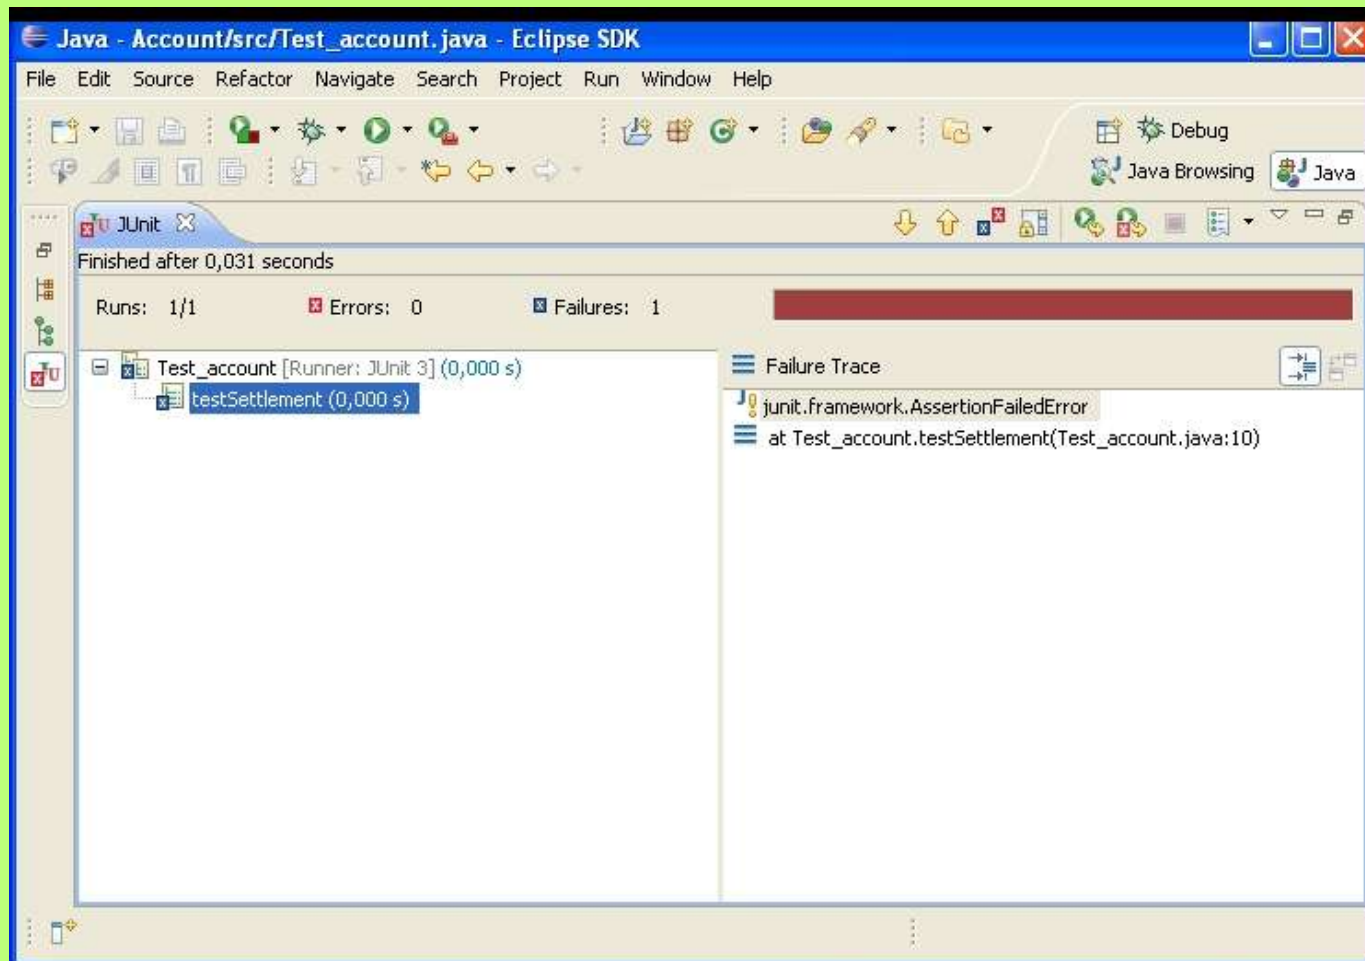 Java - Account/src/Test_account.java - Eclipse SDK
File Edit Source Refactor Navigate Search Project Run Window Help
Debug
Java Browsing Java
JUnit
Finished after 0,031 seconds
Runs: 1/1 Errors: 0 Failures: 1
Test_account [Runner: JUnit 3] (0,000 s)
testSettlement (0,000 s)
Failure Trace
junit.framework.AssertionFailedError
at Test_account.testSettlement(Test_account.java:10)